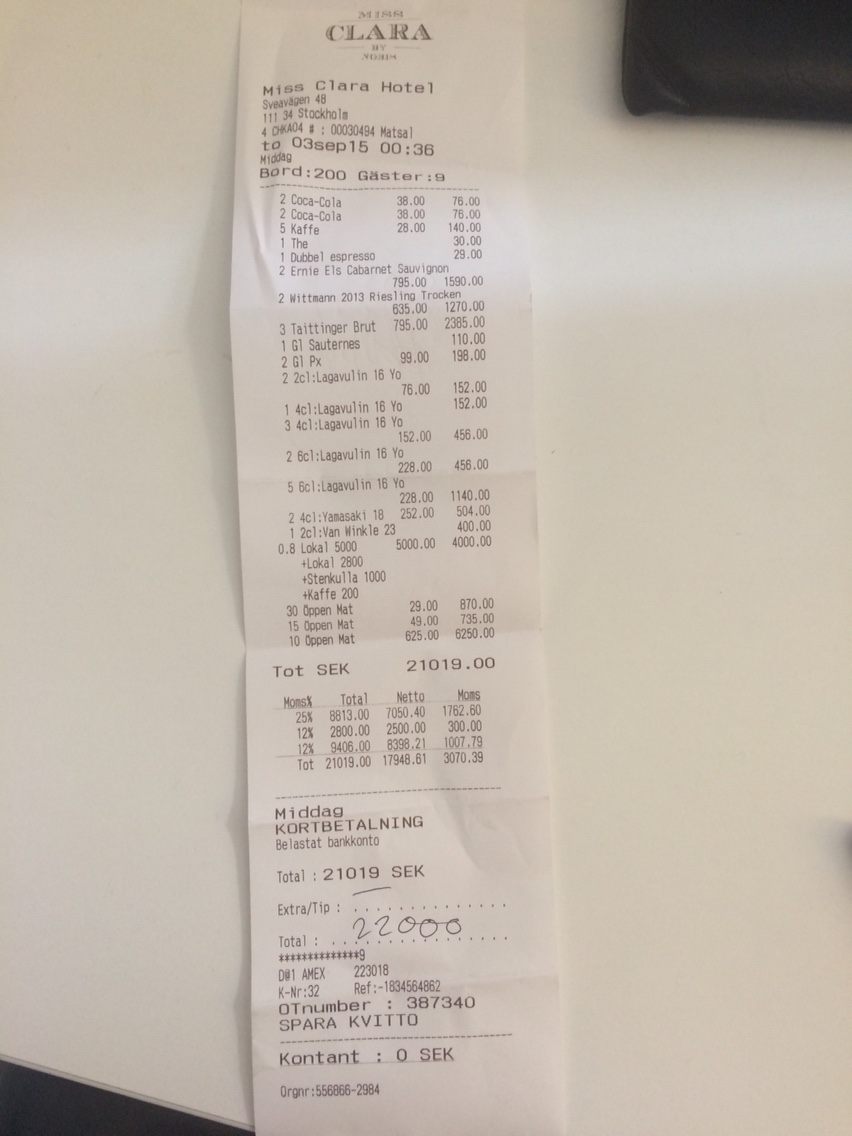 MISS
CLARA
BY
NOBIS
Miss Clara Hotel
Sveavägen 48
111 34 Stockholm
4 CHKA04 # : 00030494 Matsal
to 03sep15 00:36
Middag
Bord:200 Gäster:9
2 Coca-Cola 38.00 76.00
2 Coca-Cola 38.00 76.00
5 Kaffe 28.00 140.00
1 The 30.00
1 Dubbel espresso 29.00
2 Ernie Els Cabarnet Sauvignon
795.00 1590.00
2 Wittmann 2013 Riesling Trocken
635.00 1270.00
3 Taittinger Brut 795.00 2385.00
1 Gl Sauternes 110.00
2 Gl Px 99.00 198.00
2 2cl:Lagavulin 16 Yo
76.00 152.00
1 4cl:Lagavulin 16 Yo 152.00
3 4cl:Lagavulin 16 Yo
152.00 456.00
2 6cl:Lagavulin 16 Yo
228.00 456.00
5 6cl:Lagavulin 16 Yo
228.00 1140.00
2 4cl:Yamasaki 18 252.00 504.00
1 2cl:Van Winkle 23 400.00
0.8 Lokal 5000 5000.00 4000.00
+Lokal 2800
+Stenkulla 1000
+Kaffe 200
30 Öppen Mat 29.00 870.00
15 Öppen Mat 49.00 735.00
10 Öppen Mat 625.00 6250.00
Tot SEK 21019.00
Moms% Total Netto Moms
25% 8813.00 7050.40 1762.60
12% 2800.00 2500.00 300.00
12% 9406.00 8398.21 1007.79
Tot 21019.00 17948.61 3070.39
Middag
KORTBETALNING
Belastat bankkonto
Total : 21019 SEK
Extra/Tip : ..............
22000
Total : ................
**************9
D@1 AMEX 223018
K-Nr:32 Ref:-1834564862
OTnumber : 387340
SPARA KVITTO
Kontant : 0 SEK
Orgnr:556866-2984